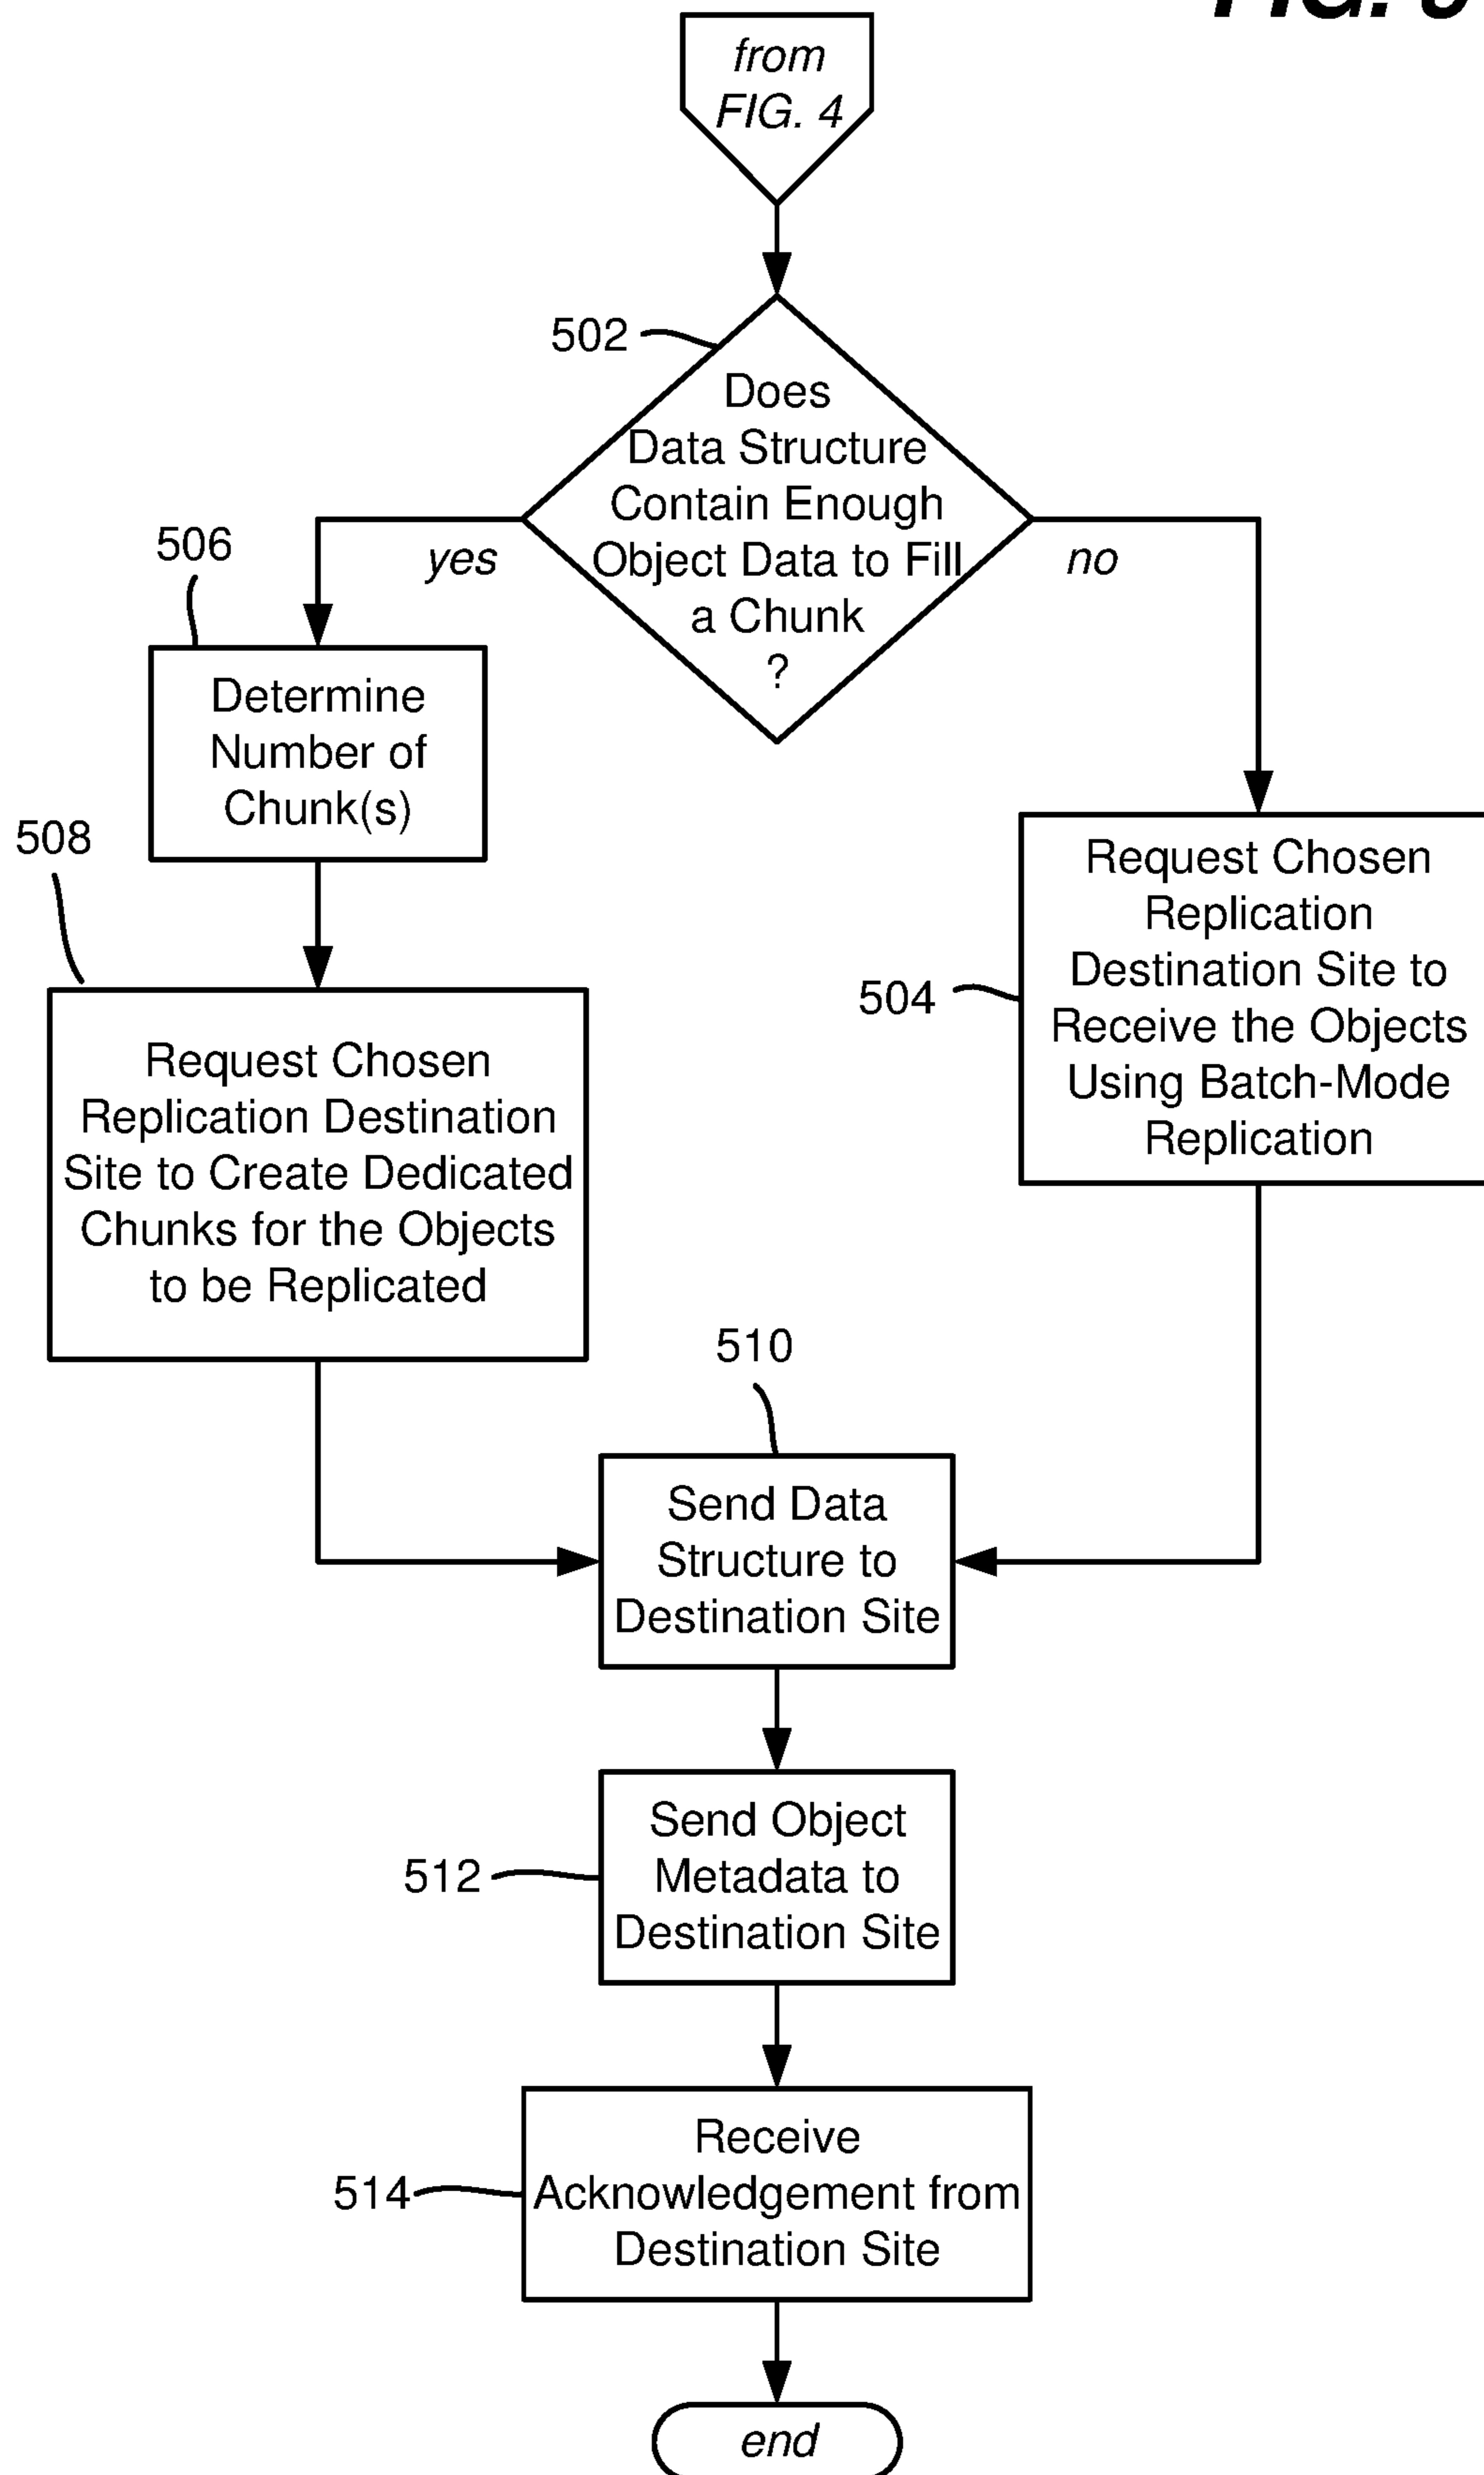 FIG.
from
FIG. 4
502
Does
Data Structure
Contain Enough
Object Data to Fill
a Chunk
?
yes
no
506
Determine
Number of
Chunk(s)
508
Request Chosen
Replication Destination
Site to Create Dedicated
Chunks for the Objects
to be Replicated
504
Request Chosen
Replication
Destination Site to
Receive the Objects
Using Batch-Mode
Replication
510
Send Data
Structure to
Destination Site
512
Send Object
Metadata to
Destination Site
514
Receive
Acknowledgement from
Destination Site
end